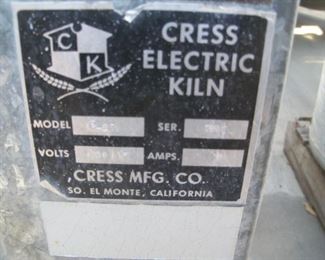 C
K
CRESS
ELECTRIC
KILN
MODEL SER.
VOLTS AMPS.
CRESS MFG. CO.
SO. EL MONTE, CALIFORNIA